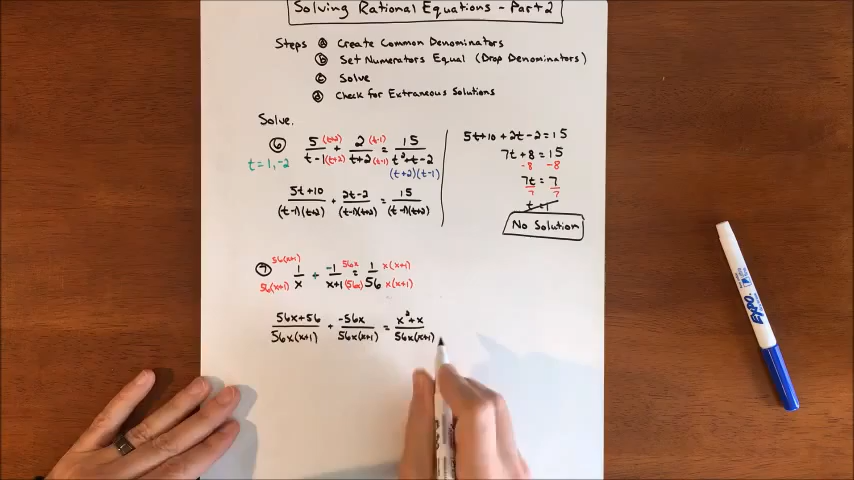 Solving Rational Equations - Part 2
Steps ⓐ Create Common Denominators
ⓑ Set Numerators Equal (Drop Denominators)
ⓒ Solve
ⓓ Check for Extraneous Solutions
Solve.
⑥ 5/(t-1) (t+2)/(t+2) + 2/(t+2) (t-1)/(t-1) = 15/(t²+t-2)
t=1,-2
(t+2)(t-1)
(5t+10)/((t-1)(t+2)) + (2t-2)/((t-1)(t+2)) = 15/((t-1)(t+2))
5t+10+2t-2=15
7t+8=15
-8 -8
7t=7
7 7
t=1
No Solution
⑦ 56(x+1)/56(x+1) 1/x + -1/(x+1) 56x/(56x) = 1/56 x(x+1)/x(x+1)
(56x+56)/(56x(x+1)) + (-56x)/(56x(x+1)) = (x²+x)/(56x(x+1))
EXPO